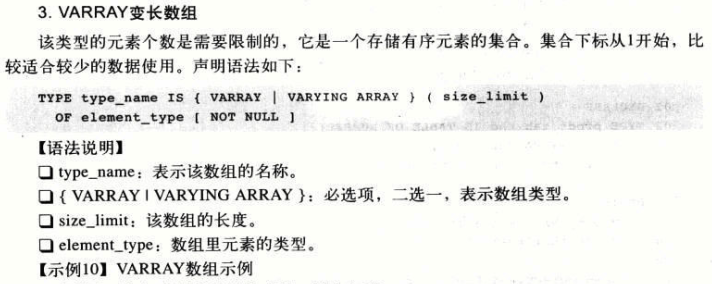 3. VARRAY变长数组
该类型的元素个数是需要限制的，它是一个存储有序元素的集合。集合下标从1开始，比
较适合较少的数据使用。声明语法如下：
TYPE type_name IS { VARRAY | VARYING ARRAY } ( size_limit )
OF element_type [ NOT NULL ]
【语法说明】
❑ type_name：表示该数组的名称。
❑ { VARRAY | VARYING ARRAY }：必选项，二选一，表示数组类型。
❑ size_limit：该数组的长度。
❑ element_type：数组里元素的类型。
【示例10】VARRAY数组示例